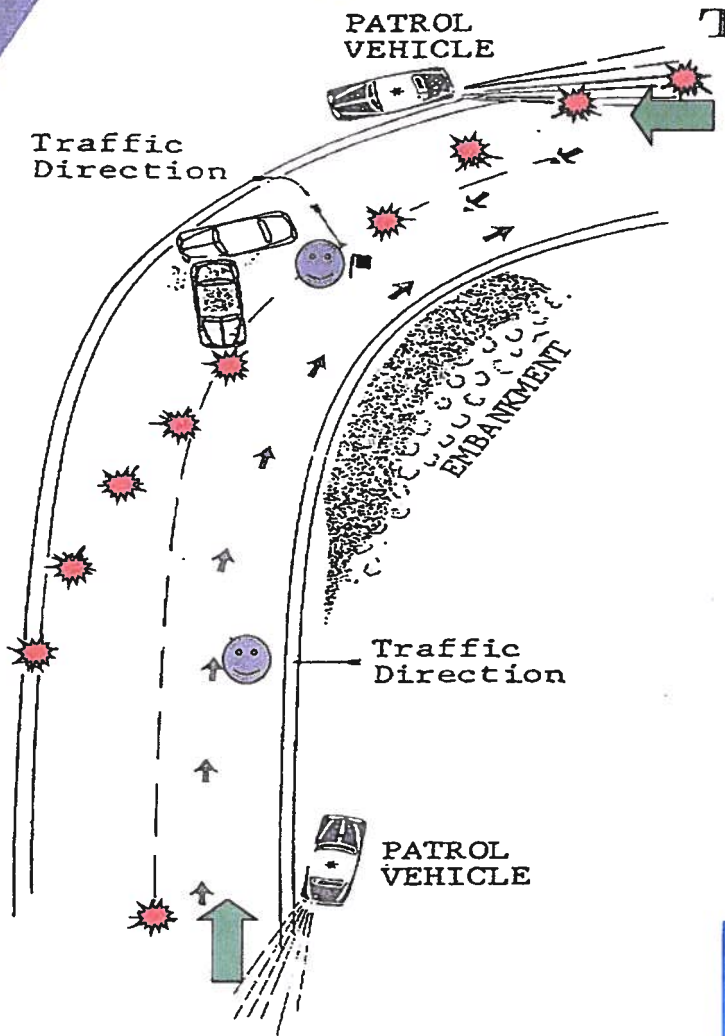 PATROL
VEHICLE
Traffic
Direction
EMBANKMENT
Traffic
Direction
PATROL
VEHICLE